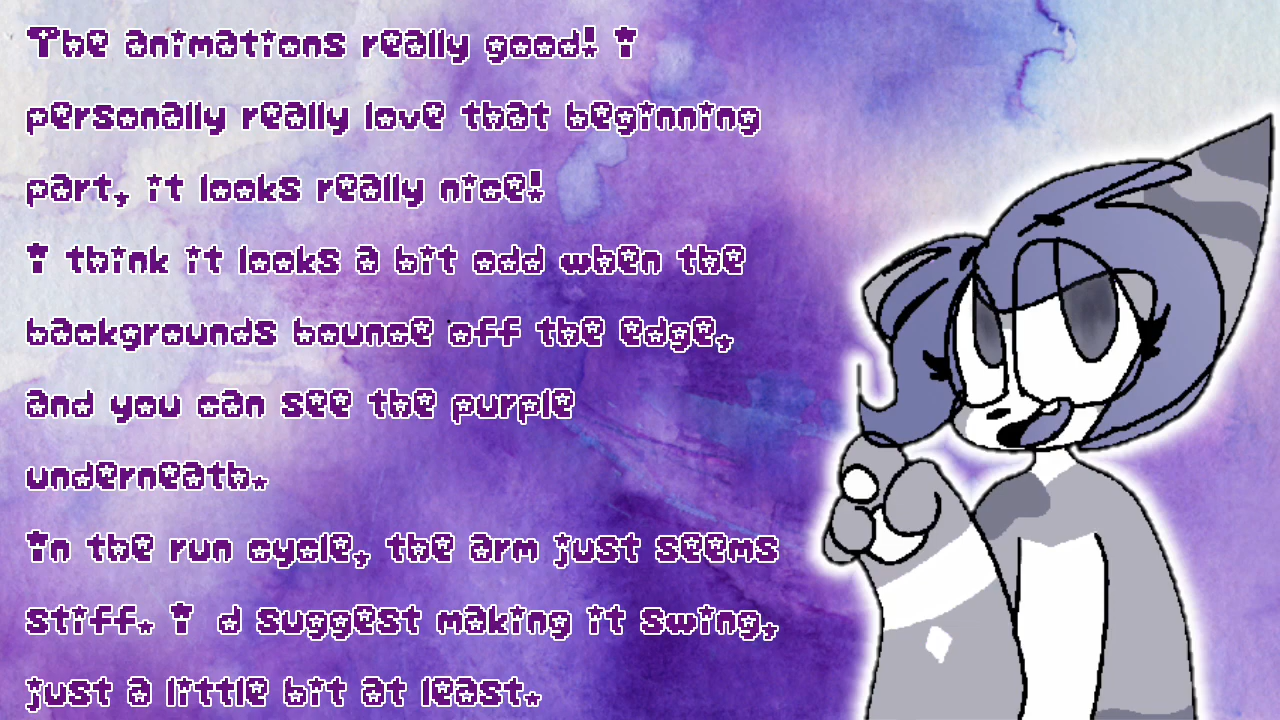 The animations really good! I
personally really love that beginning
part, it looks really nice!
I think it looks a bit odd when the
backgrounds bounce off the edge,
and you can see the purple
underneath.
In the run cycle, the arm just seems
stiff. I d suggest making it swing,
just a little bit at least.